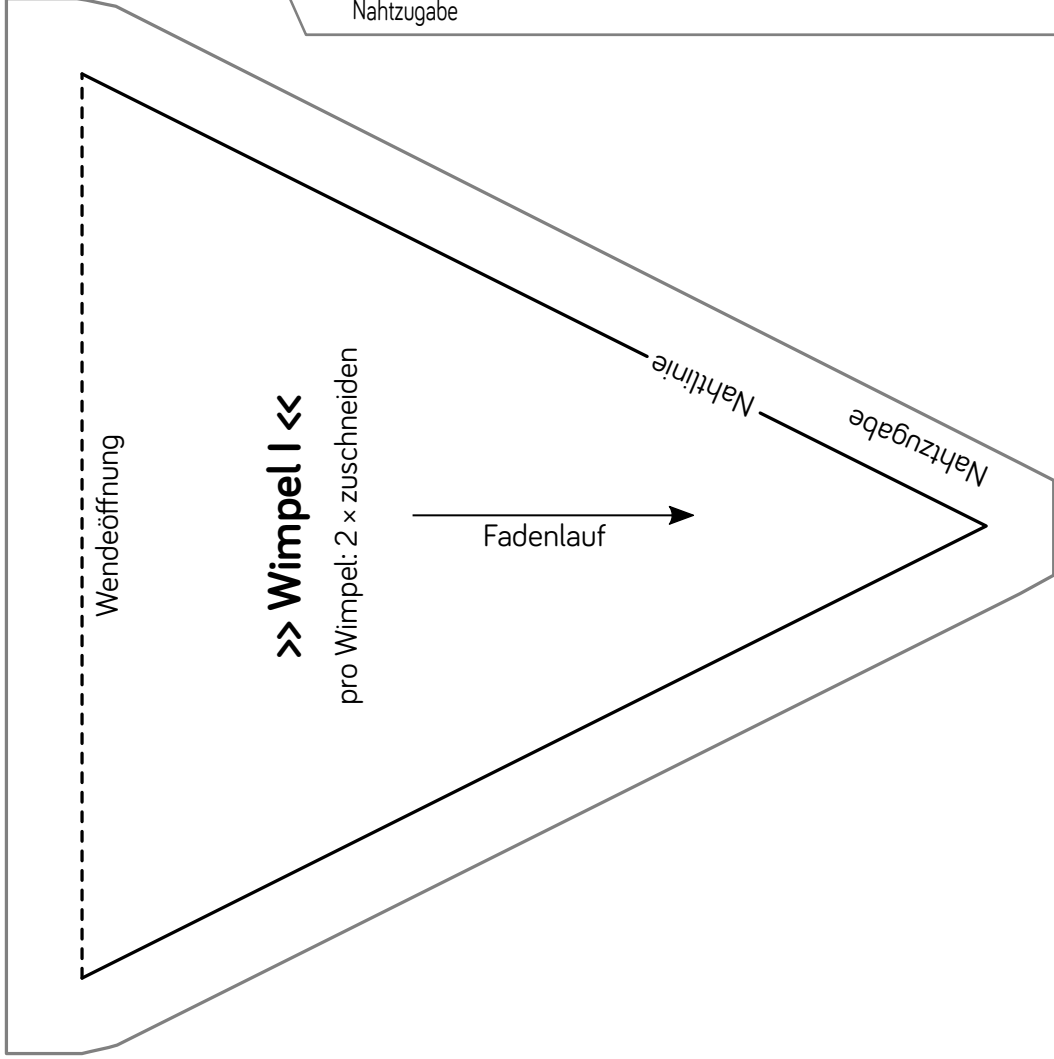 Nahtzugabe
Wendeöffnung
>> Wimpel I <<
pro Wimpel: 2 × zuschneiden
Fadenlauf
Nahtlinie
Nahtzugabe